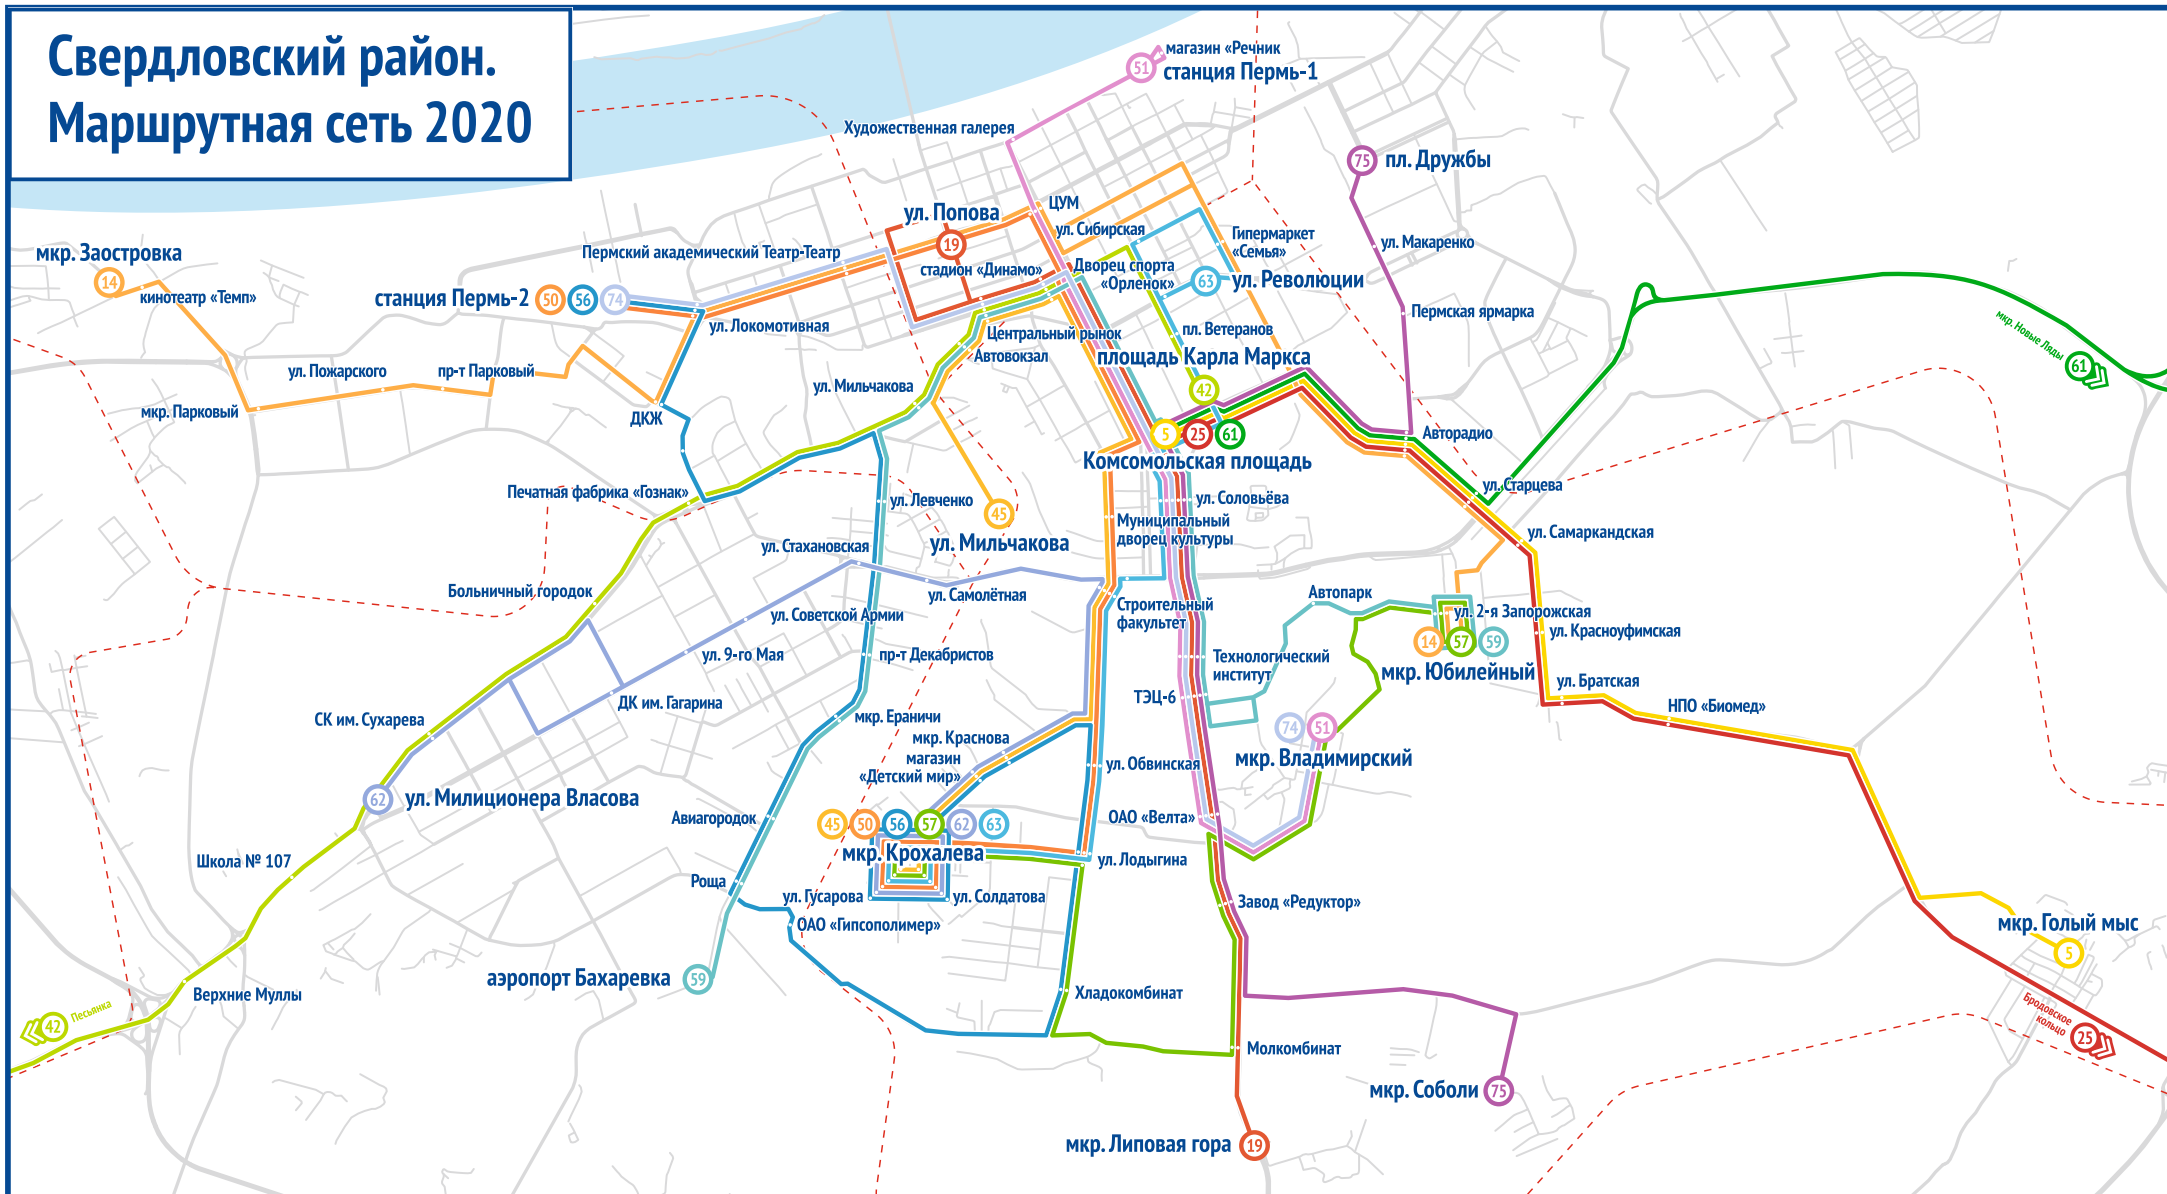 Свердловский район.
Маршрутная сеть 2020
магазин «Речник
51
станция Пермь-1
Художественная галерея
75
пл. Дружбы
ул. Попова
ЦУМ
19
ул. Сибирская
Гипермаркет
«Семья»
ул. Макаренко
мкр. Заостровка
14
кинотеатр «Темп»
Пермский академический Театр-Театр
стадион «Динамо»
Дворец спорта
«Орленок»
63
ул. Революции
станция Пермь-2
50
56
74
ул. Локомотивная
Центральный рынок
пл. Ветеранов
Пермская ярмарка
мкр. Новые Ляды
61
Автовокзал
площадь Карла Маркса
ул. Пожарского
пр-т Парковый
ул. Мильчакова
42
мкр. Парковый
ДКЖ
5
25
61
Авторадио
Комсомольская площадь
Печатная фабрика «Гознак»
ул. Левченко
45
ул. Соловьёва
ул. Старцева
Муниципальный
дворец культуры
ул. Самаркандская
ул. Стахановская
ул. Мильчакова
Больничный городок
ул. Самолётная
Автопарк
Строительный
факультет
ул. 2-я Запорожская
ул. Советской Армии
14
57
59
ул. Красноуфимская
ул. 9-го Мая
пр-т Декабристов
Технологический
институт
мкр. Юбилейный
ул. Братская
ДК им. Гагарина
ТЭЦ-6
НПО «Биомед»
СК им. Сухарева
мкр. Ераничи
74
51
мкр. Краснова
мкр. Владимирский
магазин
«Детский мир»
ул. Обвинская
62
ул. Милиционера Власова
Авиагородок
45
50
56
57
62
63
ОАО «Велта»
мкр. Крохалева
ул. Лодыгина
Школа № 107
Роща
ул. Гусарова
ул. Солдатова
Завод «Редуктор»
ОАО «Гипсополимер»
мкр. Голый мыс
5
аэропорт Бахаревка
59
Верхние Муллы
Хладокомбинат
42
Песьянка
Бродовское
кольцо
25
Молкомбинат
мкр. Соболи
75
мкр. Липовая гора
19